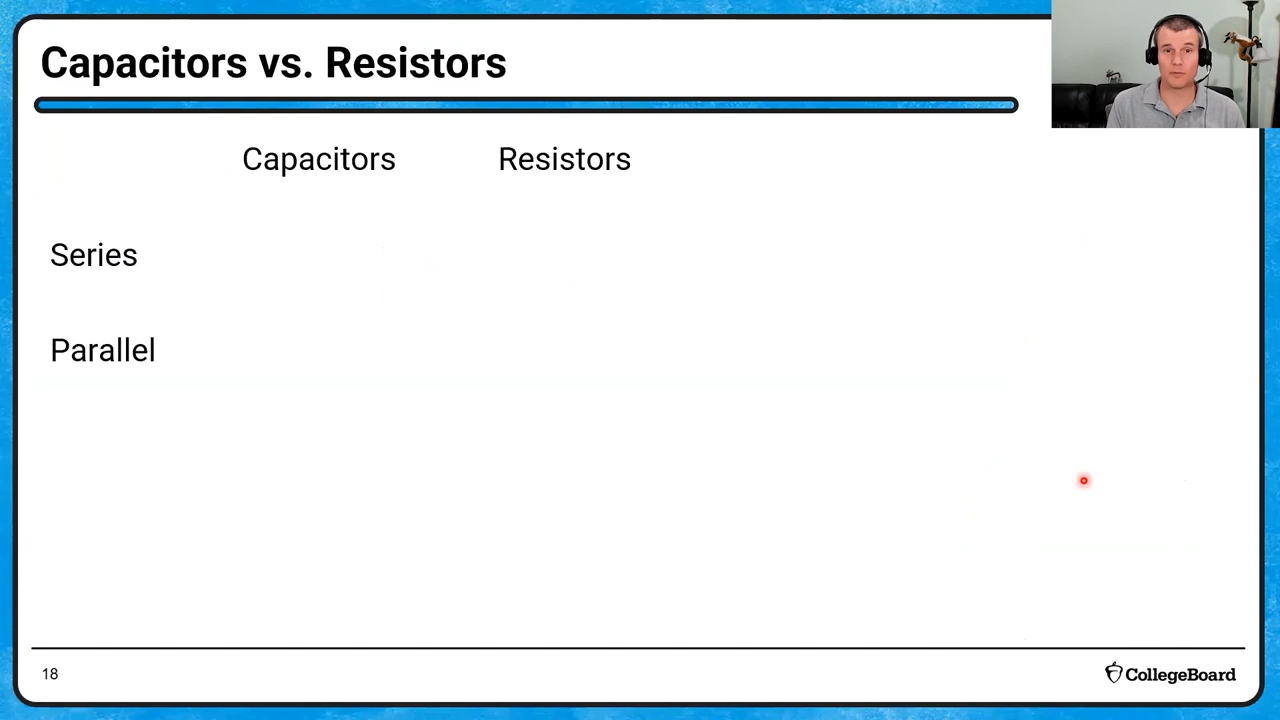 Capacitors vs. Resistors
Capacitors Resistors
Series
Parallel
18
CollegeBoard